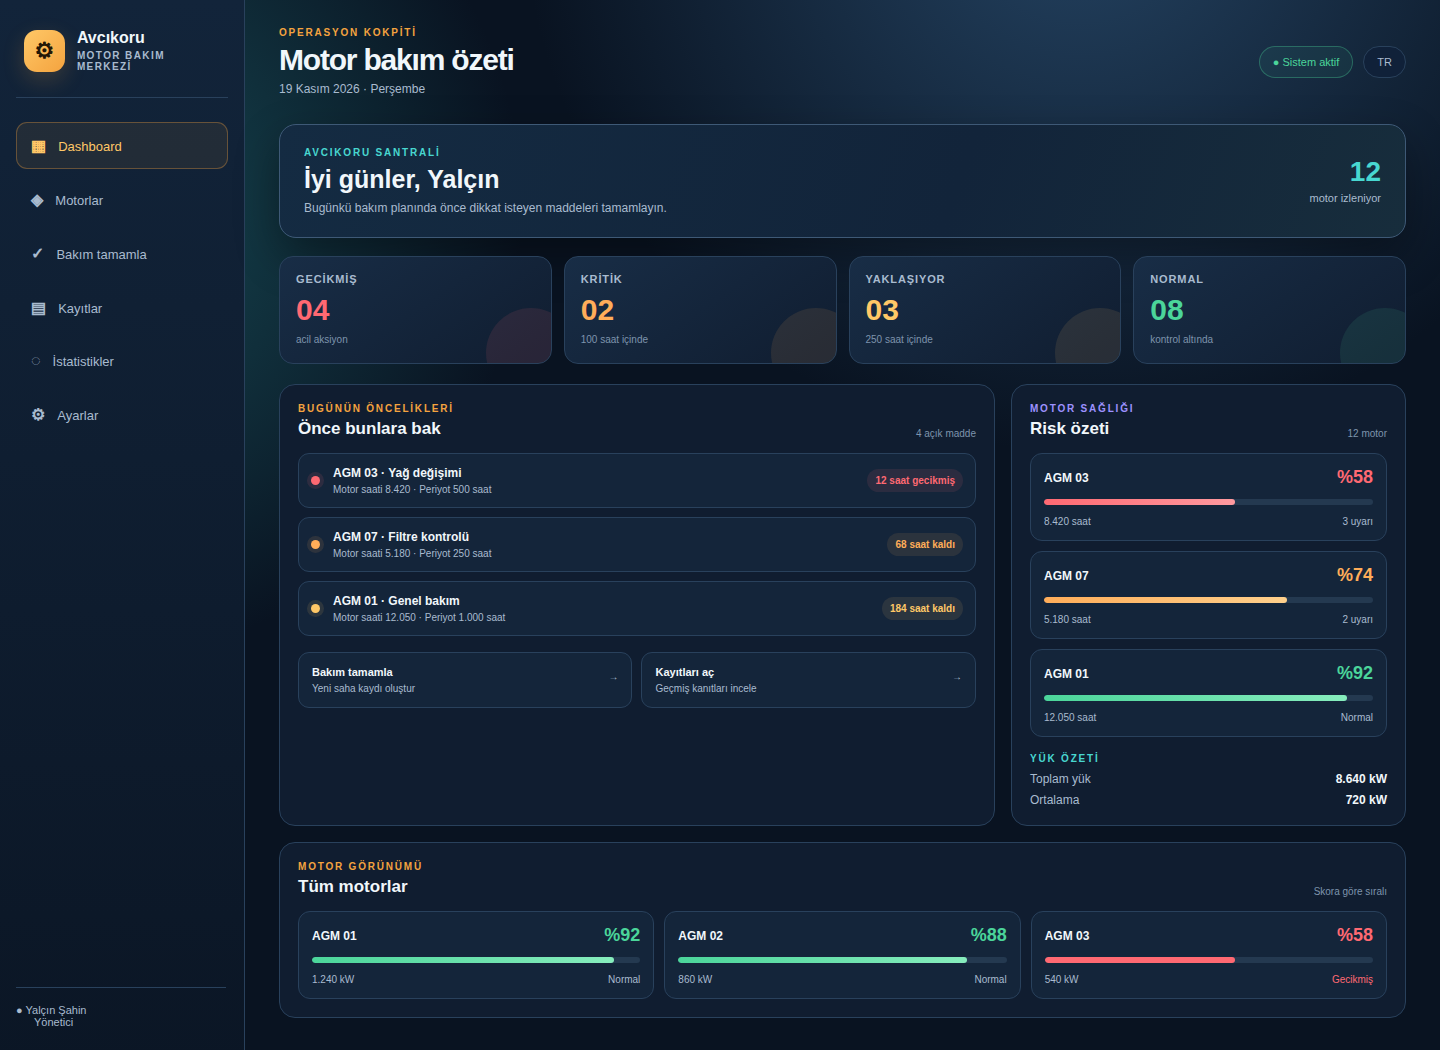 Avcıkoru
MOTOR BAKIM
MERKEZİ
Dashboard
Motorlar
Bakım tamamla
Kayıtlar
İstatistikler
Ayarlar
● Yalçın Şahin
Yönetici
OPERASYON KOKPİTİ
Motor bakım özeti
19 Kasım 2026 · Perşembe
● Sistem aktif
TR
AVCIKORU SANTRALİ
İyi günler, Yalçın
Bugünkü bakım planında önce dikkat isteyen maddeleri tamamlayın.
12
motor izleniyor
GECİKMİŞ
04
acil aksiyon
KRİTİK
02
100 saat içinde
YAKLAŞIYOR
03
250 saat içinde
NORMAL
08
kontrol altında
BUGÜNÜN ÖNCELİKLERİ
Önce bunlara bak
4 açık madde
AGM 03 · Yağ değişimi
Motor saati 8.420 · Periyot 500 saat
12 saat gecikmiş
AGM 07 · Filtre kontrolü
Motor saati 5.180 · Periyot 250 saat
68 saat kaldı
AGM 01 · Genel bakım
Motor saati 12.050 · Periyot 1.000 saat
184 saat kaldı
Bakım tamamla
Yeni saha kaydı oluştur
→
Kayıtları aç
Geçmiş kanıtları incele
→
MOTOR SAĞLIĞI
Risk özeti
12 motor
AGM 03 %58
8.420 saat 3 uyarı
AGM 07 %74
5.180 saat 2 uyarı
AGM 01 %92
12.050 saat Normal
YÜK ÖZETİ
Toplam yük 8.640 kW
Ortalama 720 kW
MOTOR GÖRÜNÜMÜ
Tüm motorlar
Skora göre sıralı
AGM 01 %92
1.240 kW Normal
AGM 02 %88
860 kW Normal
AGM 03 %58
540 kW Gecikmiş